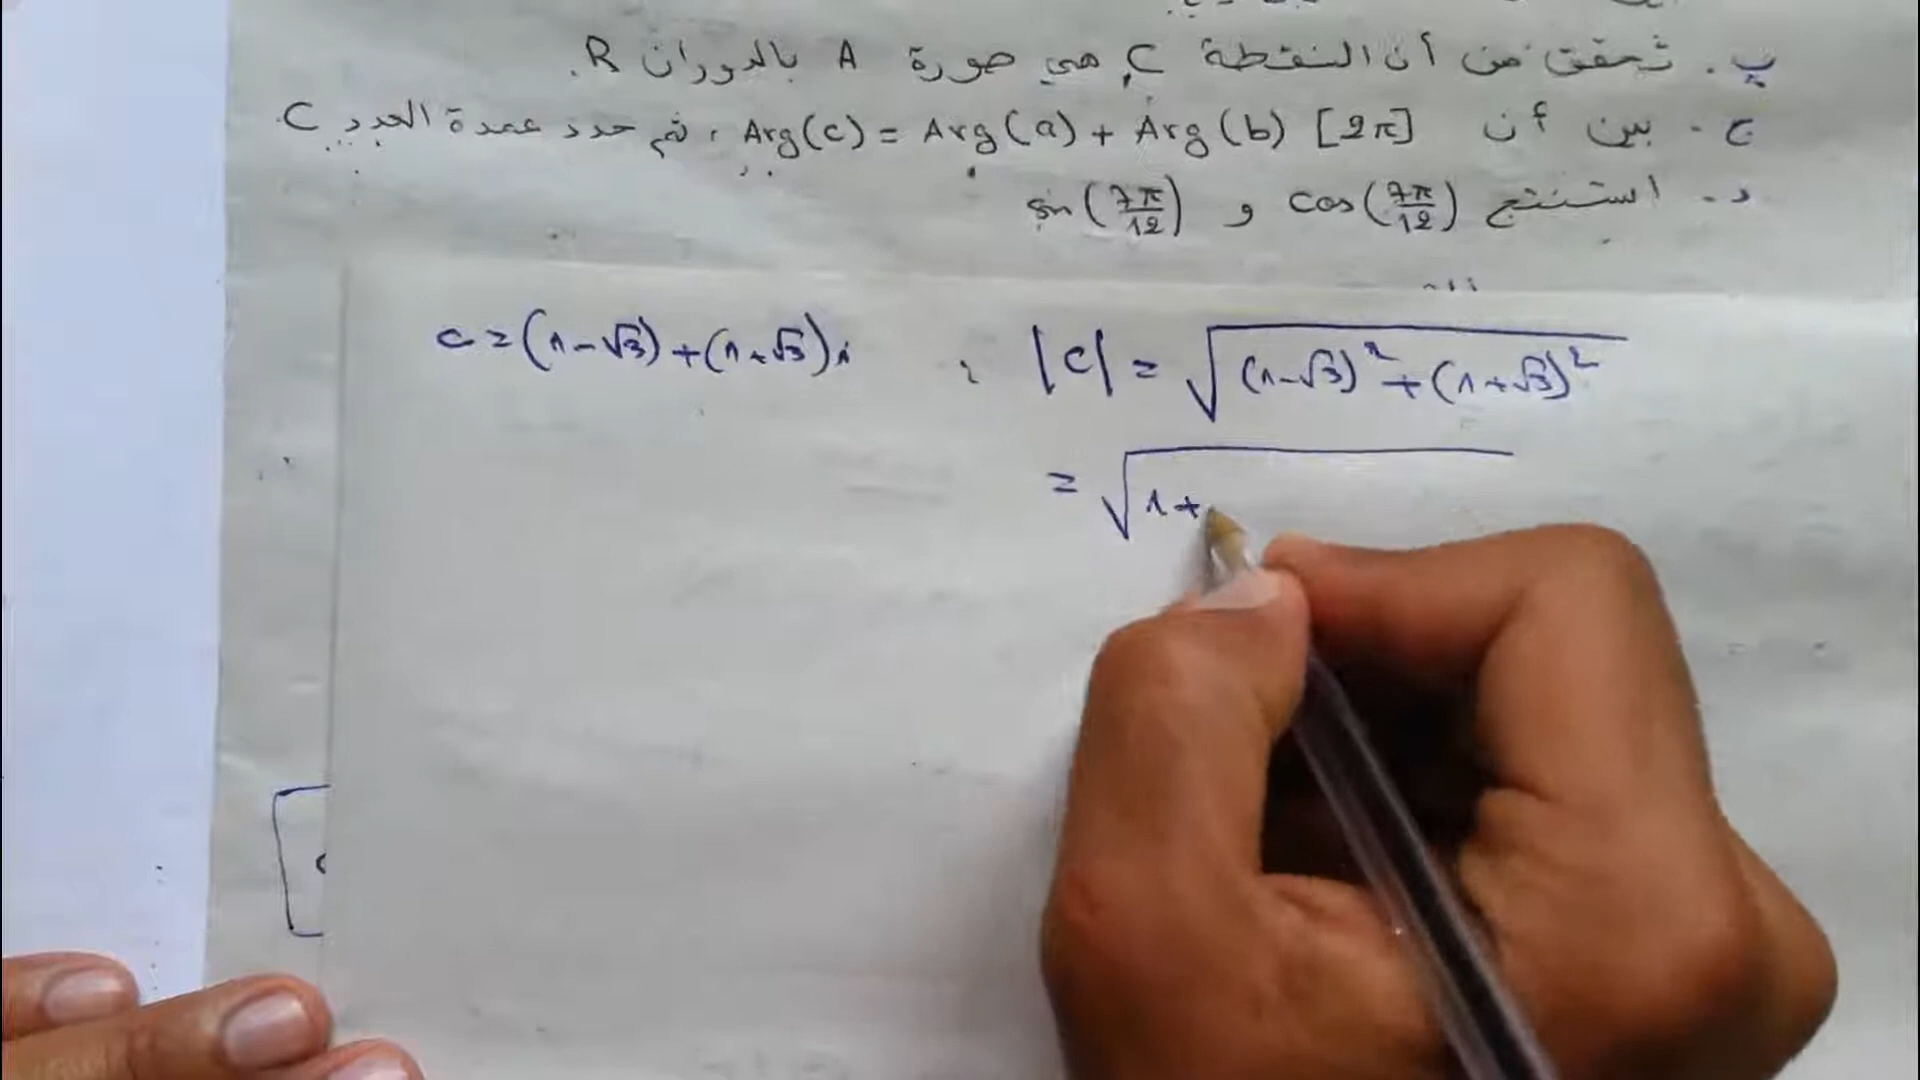 ب. تحقق من أن النقطة C هي صورة A بالدوران R.
ج - بين أن Arg(c) = Arg(a) + Arg(b) [2π] ، ثم حدد عمدة العدد C
د - استنتج cos(7π/12) و sin(7π/12)
c = (1-√3)+(1+√3)i ; |c| = √((1-√3)²+(1+√3)²)
= √(1+